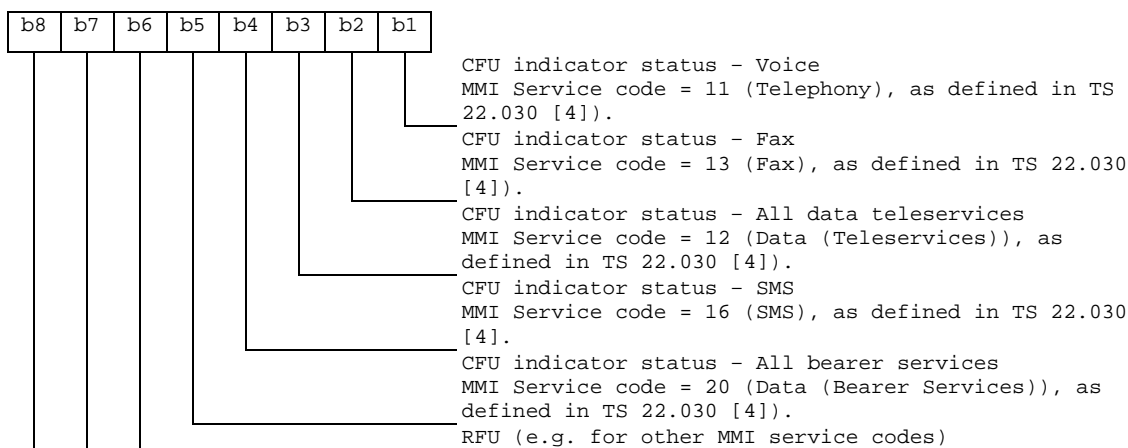 b8 b7 b6 b5 b4 b3 b2 b1
CFU indicator status – Voice
MMI Service code = 11 (Telephony), as defined in TS
22.030 [4]).
CFU indicator status – Fax
MMI Service code = 13 (Fax), as defined in TS 22.030
[4]).
CFU indicator status – All data teleservices
MMI Service code = 12 (Data (Teleservices)), as
defined in TS 22.030 [4]).
CFU indicator status – SMS
MMI Service code = 16 (SMS), as defined in TS 22.030
[4].
CFU indicator status – All bearer services
MMI Service code = 20 (Data (Bearer Services)), as
defined in TS 22.030 [4]).
RFU (e.g. for other MMI service codes)